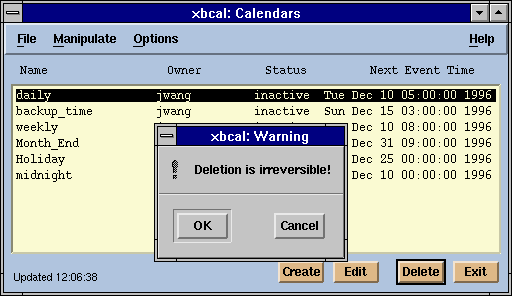 xbcal: Calendars
File Manipulate Options Help
Name Owner Status Next Event Time
daily jwang inactive Tue Dec 10 05:00:00 1996
backup_time jwang inactive Sun Dec 15 03:00:00 1996
weekly Dec 10 08:00:00 1996
Month_End Dec 31 09:00:00 1996
Holiday Dec 25 00:00:00 1996
midnight Dec 10 00:00:00 1996
xbcal: Warning
Deletion is irreversible!
OK Cancel
Updated 12:06:38 Create Edit Delete Exit